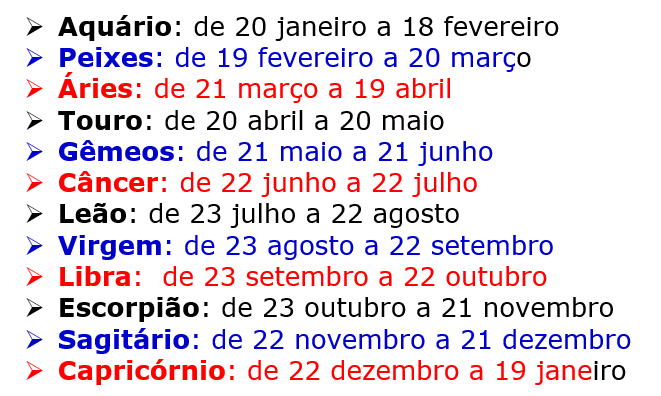 Aquário: de 20 janeiro a 18 fevereiro
Peixes: de 19 fevereiro a 20 março
Áries: de 21 março a 19 abril
Touro: de 20 abril a 20 maio
Gêmeos: de 21 maio a 21 junho
Câncer: de 22 junho a 22 julho
Leão: de 23 julho a 22 agosto
Virgem: de 23 agosto a 22 setembro
Libra:  de 23 setembro a 22 outubro
Escorpião: de 23 outubro a 21 novembro
Sagitário: de 22 novembro a 21 dezembro
Capricórnio: de 22 dezembro a 19 janeiro